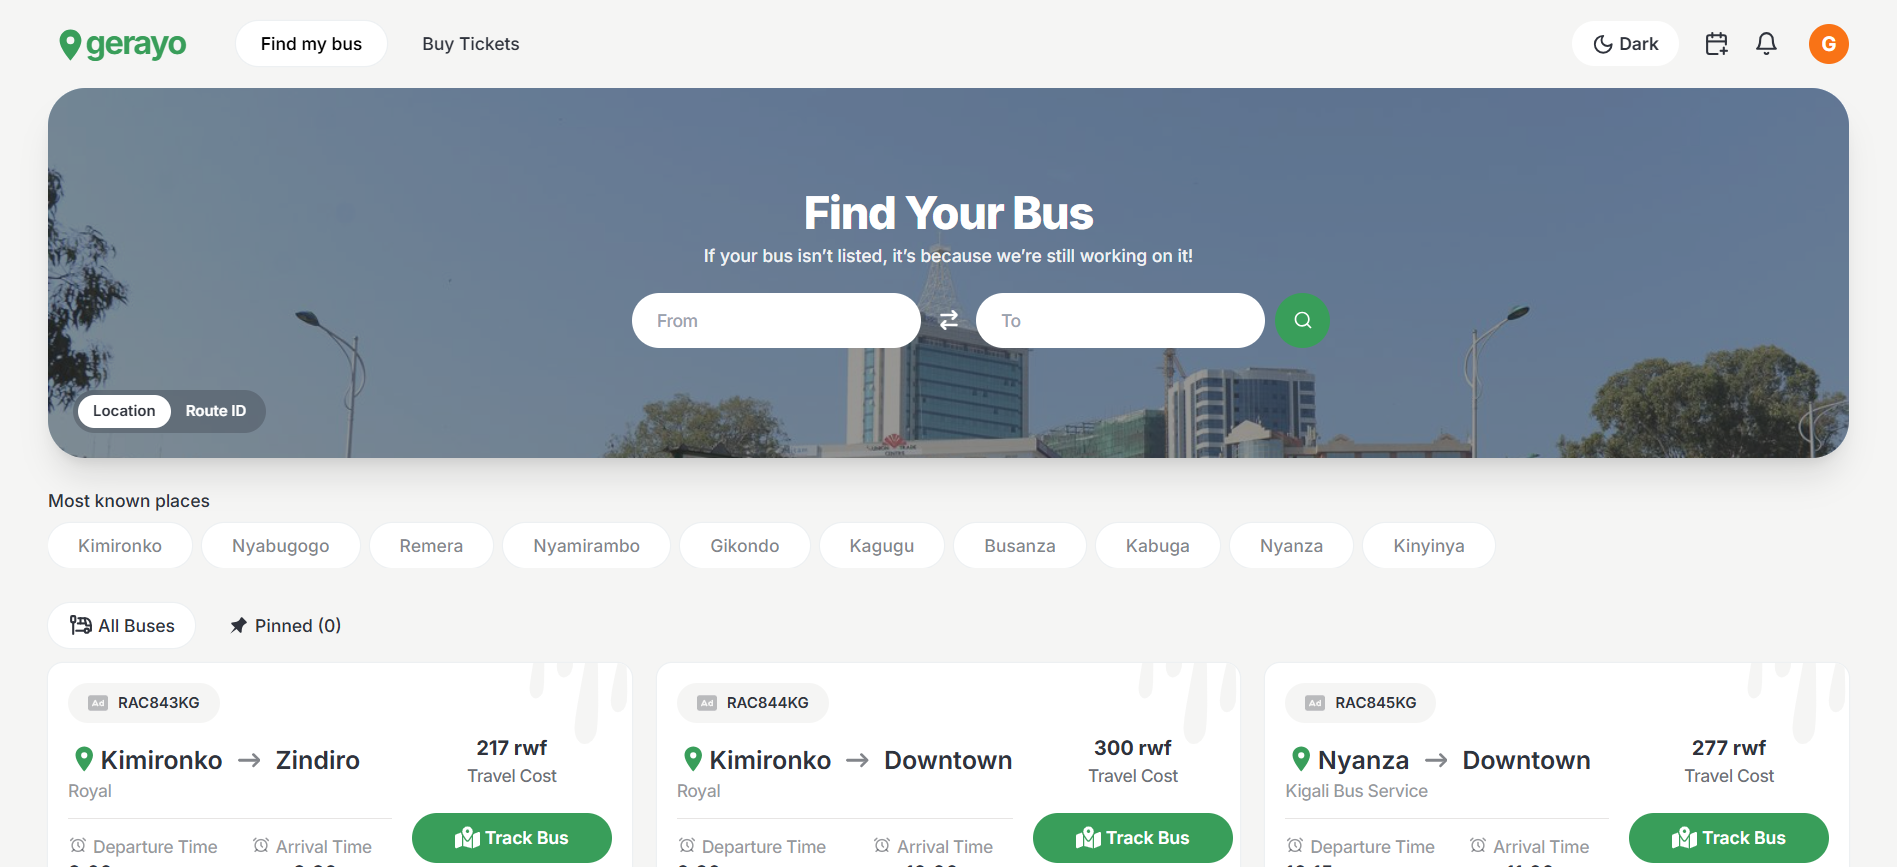 gerayo
Find my bus
Buy Tickets
Dark
G
Find Your Bus
If your bus isn’t listed, it’s because we’re still working on it!
From
To
Location
Route ID
Most known places
Kimironko
Nyabugogo
Remera
Nyamirambo
Gikondo
Kagugu
Busanza
Kabuga
Nyanza
Kinyinya
All Buses
Pinned (0)
Ad RAC843KG
Kimironko → Zindiro
Royal
217 rwf
Travel Cost
Departure Time
Arrival Time
Track Bus
Ad RAC844KG
Kimironko → Downtown
Royal
300 rwf
Travel Cost
Departure Time
Arrival Time
Track Bus
Ad RAC845KG
Nyanza → Downtown
Kigali Bus Service
277 rwf
Travel Cost
Departure Time
Arrival Time
Track Bus